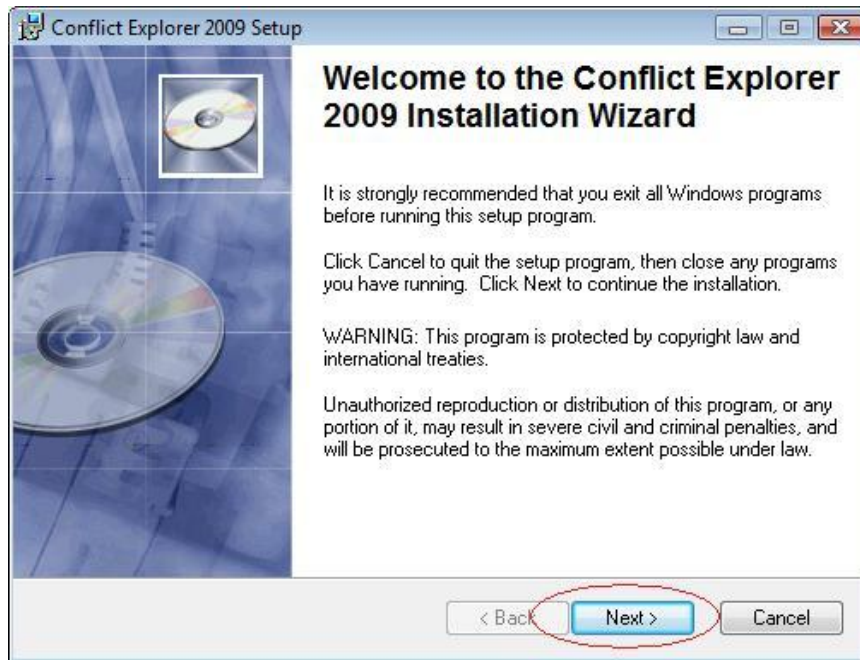 Conflict Explorer 2009 Setup
Welcome to the Conflict Explorer
2009 Installation Wizard
It is strongly recommended that you exit all Windows programs
before running this setup program.
Click Cancel to quit the setup program, then close any programs
you have running.  Click Next to continue the installation.
WARNING: This program is protected by copyright law and
international treaties.
Unauthorized reproduction or distribution of this program, or any
portion of it, may result in severe civil and criminal penalties, and
will be prosecuted to the maximum extent possible under law.
< Back
Next >
Cancel